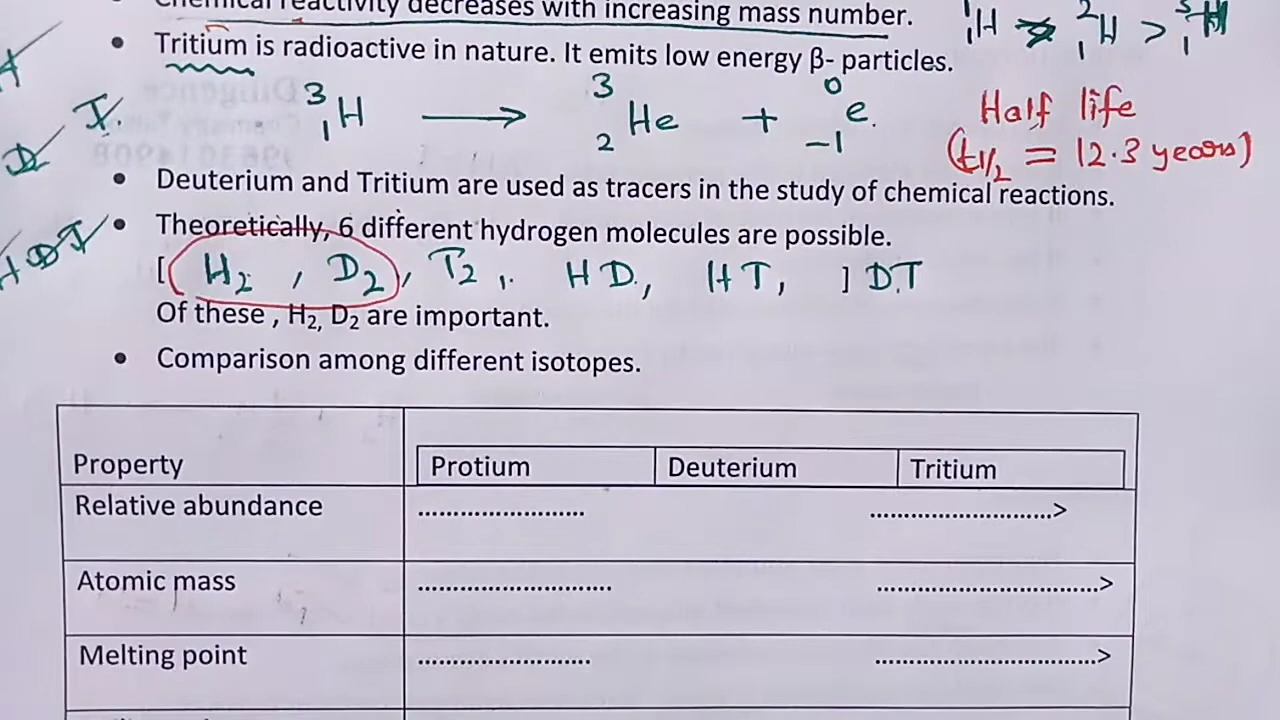 Chemical reactivity decreases with increasing mass number.
¹₁H > ²₁H > ³₁H
• Tritium is radioactive in nature. It emits low energy β- particles.
T ³₁H ⟶ ³₂He + ⁰₋₁e
Half life
(t½ = 12.3 years)
D
• Deuterium and Tritium are used as tracers in the study of chemical reactions.
• Theoretically, 6 different hydrogen molecules are possible.
H D T
[ H₂ , D₂, T₂, HD, HT, ] DT
Of these , H₂, D₂ are important.
• Comparison among different isotopes.
Property Protium Deuterium Tritium
Relative abundance ........................ ..........................>
Atomic mass ............................ ................................>
Melting point ......................... ................................>